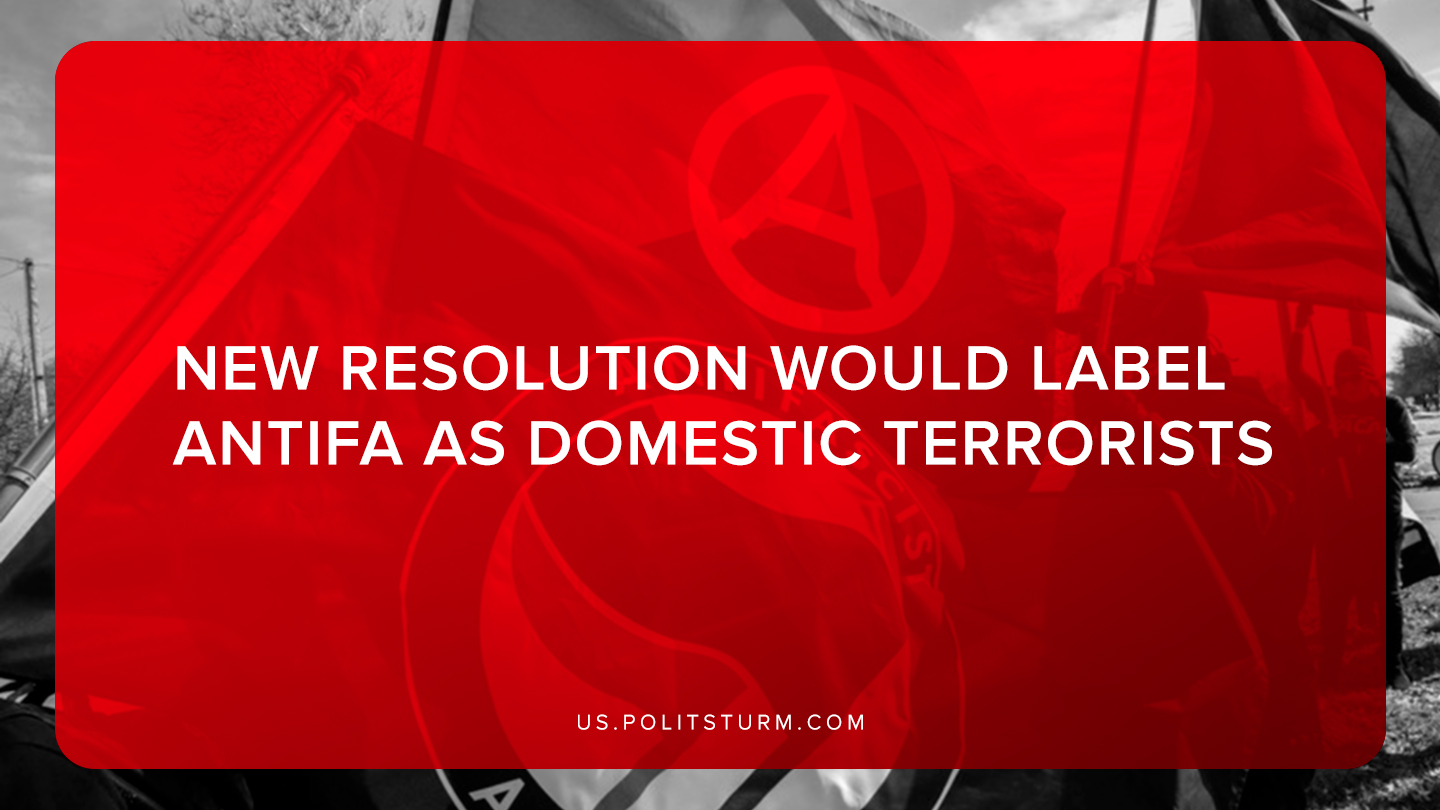 NEW RESOLUTION WOULD LABEL
ANTIFA AS DOMESTIC TERRORISTS
US.POLITSTURM.COM